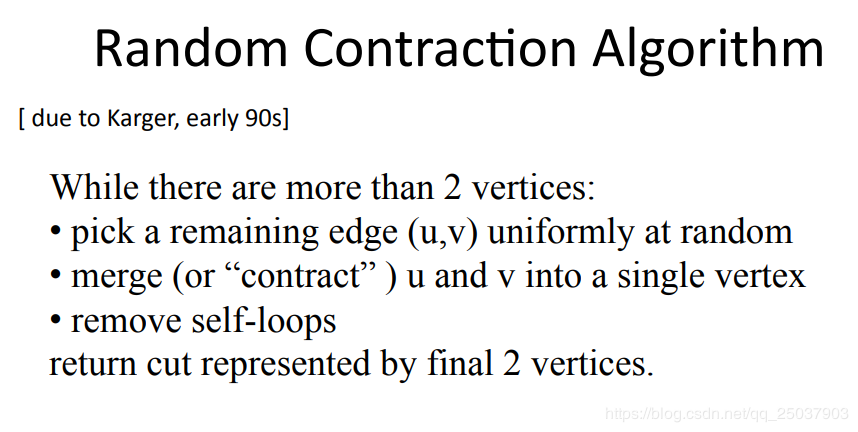 Random Contraction Algorithm
[ due to Karger, early 90s]
While there are more than 2 vertices:
• pick a remaining edge (u,v) uniformly at random
• merge (or “contract” ) u and v into a single vertex
• remove self-loops
return cut represented by final 2 vertices.
https://blog.csdn.net/qq_25037903